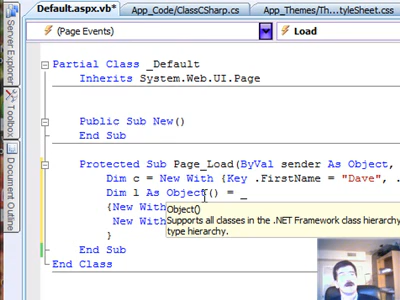 Default.aspx.vb*
App_Code/ClassCSharp.cs
App_Themes/Th...tyleSheet.css
(Page Events)
Load
Server Explorer
Toolbox
Document Outline
Partial Class _Default
Inherits System.Web.UI.Page
Public Sub New()
End Sub
Protected Sub Page_Load(ByVal sender As Object,
Dim c = New With {Key .FirstName = "Dave", .
Dim l As Object() = _
{New With
New With
}
Object()
Supports all classes in the .NET Framework class hierarchy
type hierarchy.
End Sub
End Class